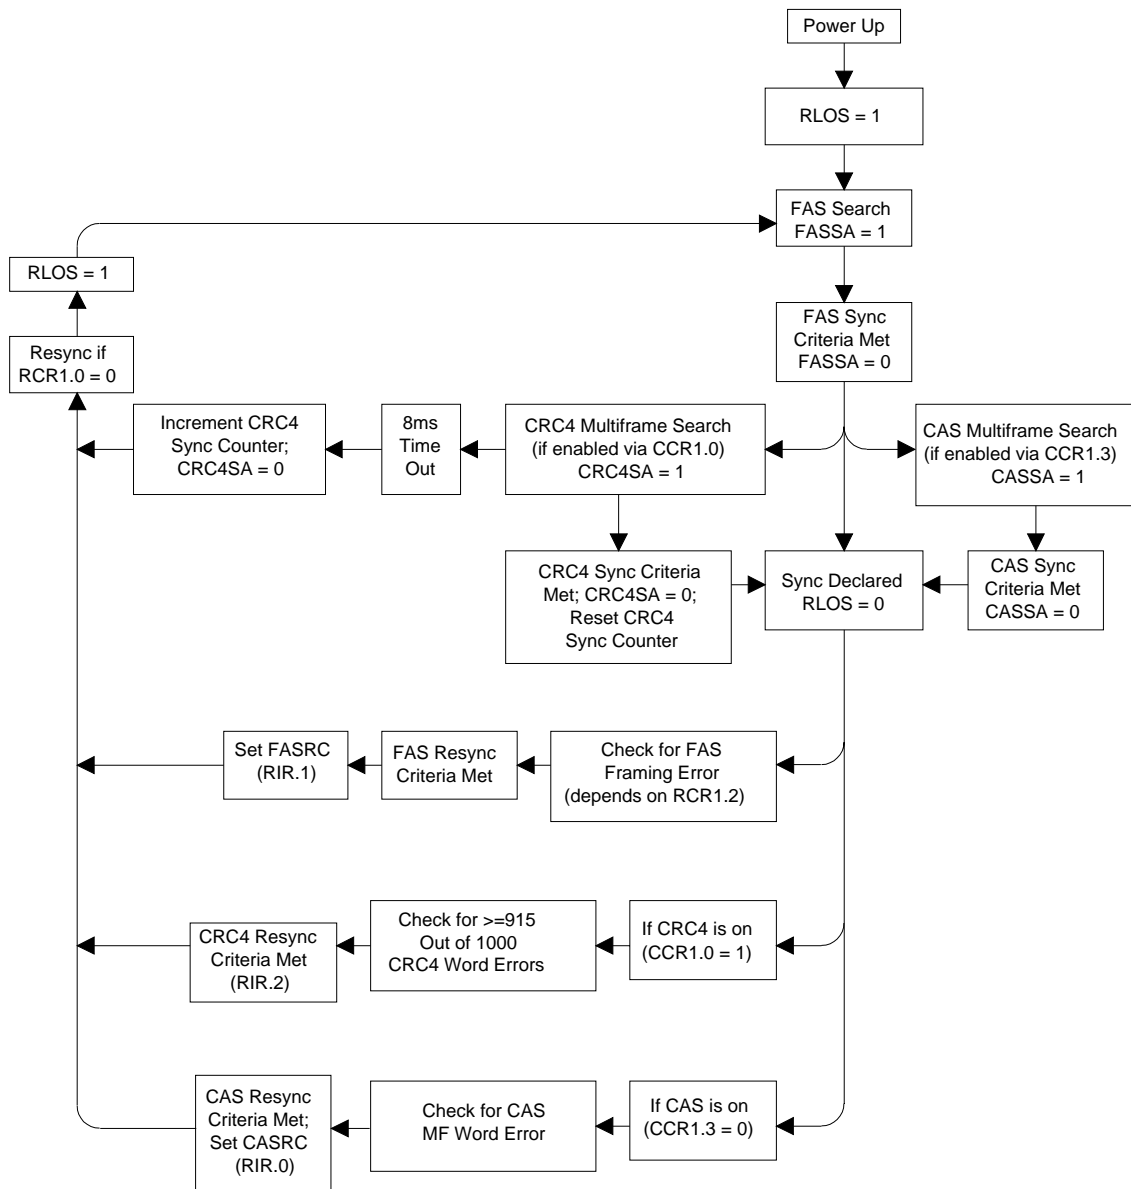 Power Up
RLOS = 1
FAS Search
FASSA = 1
RLOS = 1
FAS Sync
Criteria Met
FASSA = 0
Resync if
RCR1.0 = 0
Increment CRC4
Sync Counter;
CRC4SA = 0
8ms
Time
Out
CRC4 Multiframe Search
(if enabled via CCR1.0)
CRC4SA = 1
CAS Multiframe Search
(if enabled via CCR1.3)
CASSA = 1
CRC4 Sync Criteria
Met; CRC4SA = 0;
Reset CRC4
Sync Counter
Sync Declared
RLOS = 0
CAS Sync
Criteria Met
CASSA = 0
Set FASRC
(RIR.1)
FAS Resync
Criteria Met
Check for FAS
Framing Error
(depends on RCR1.2)
CRC4 Resync
Criteria Met
(RIR.2)
Check for >=915
Out of 1000
CRC4 Word Errors
If CRC4 is on
(CCR1.0 = 1)
CAS Resync
Criteria Met;
Set CASRC
(RIR.0)
Check for CAS
MF Word Error
If CAS is on
(CCR1.3 = 0)